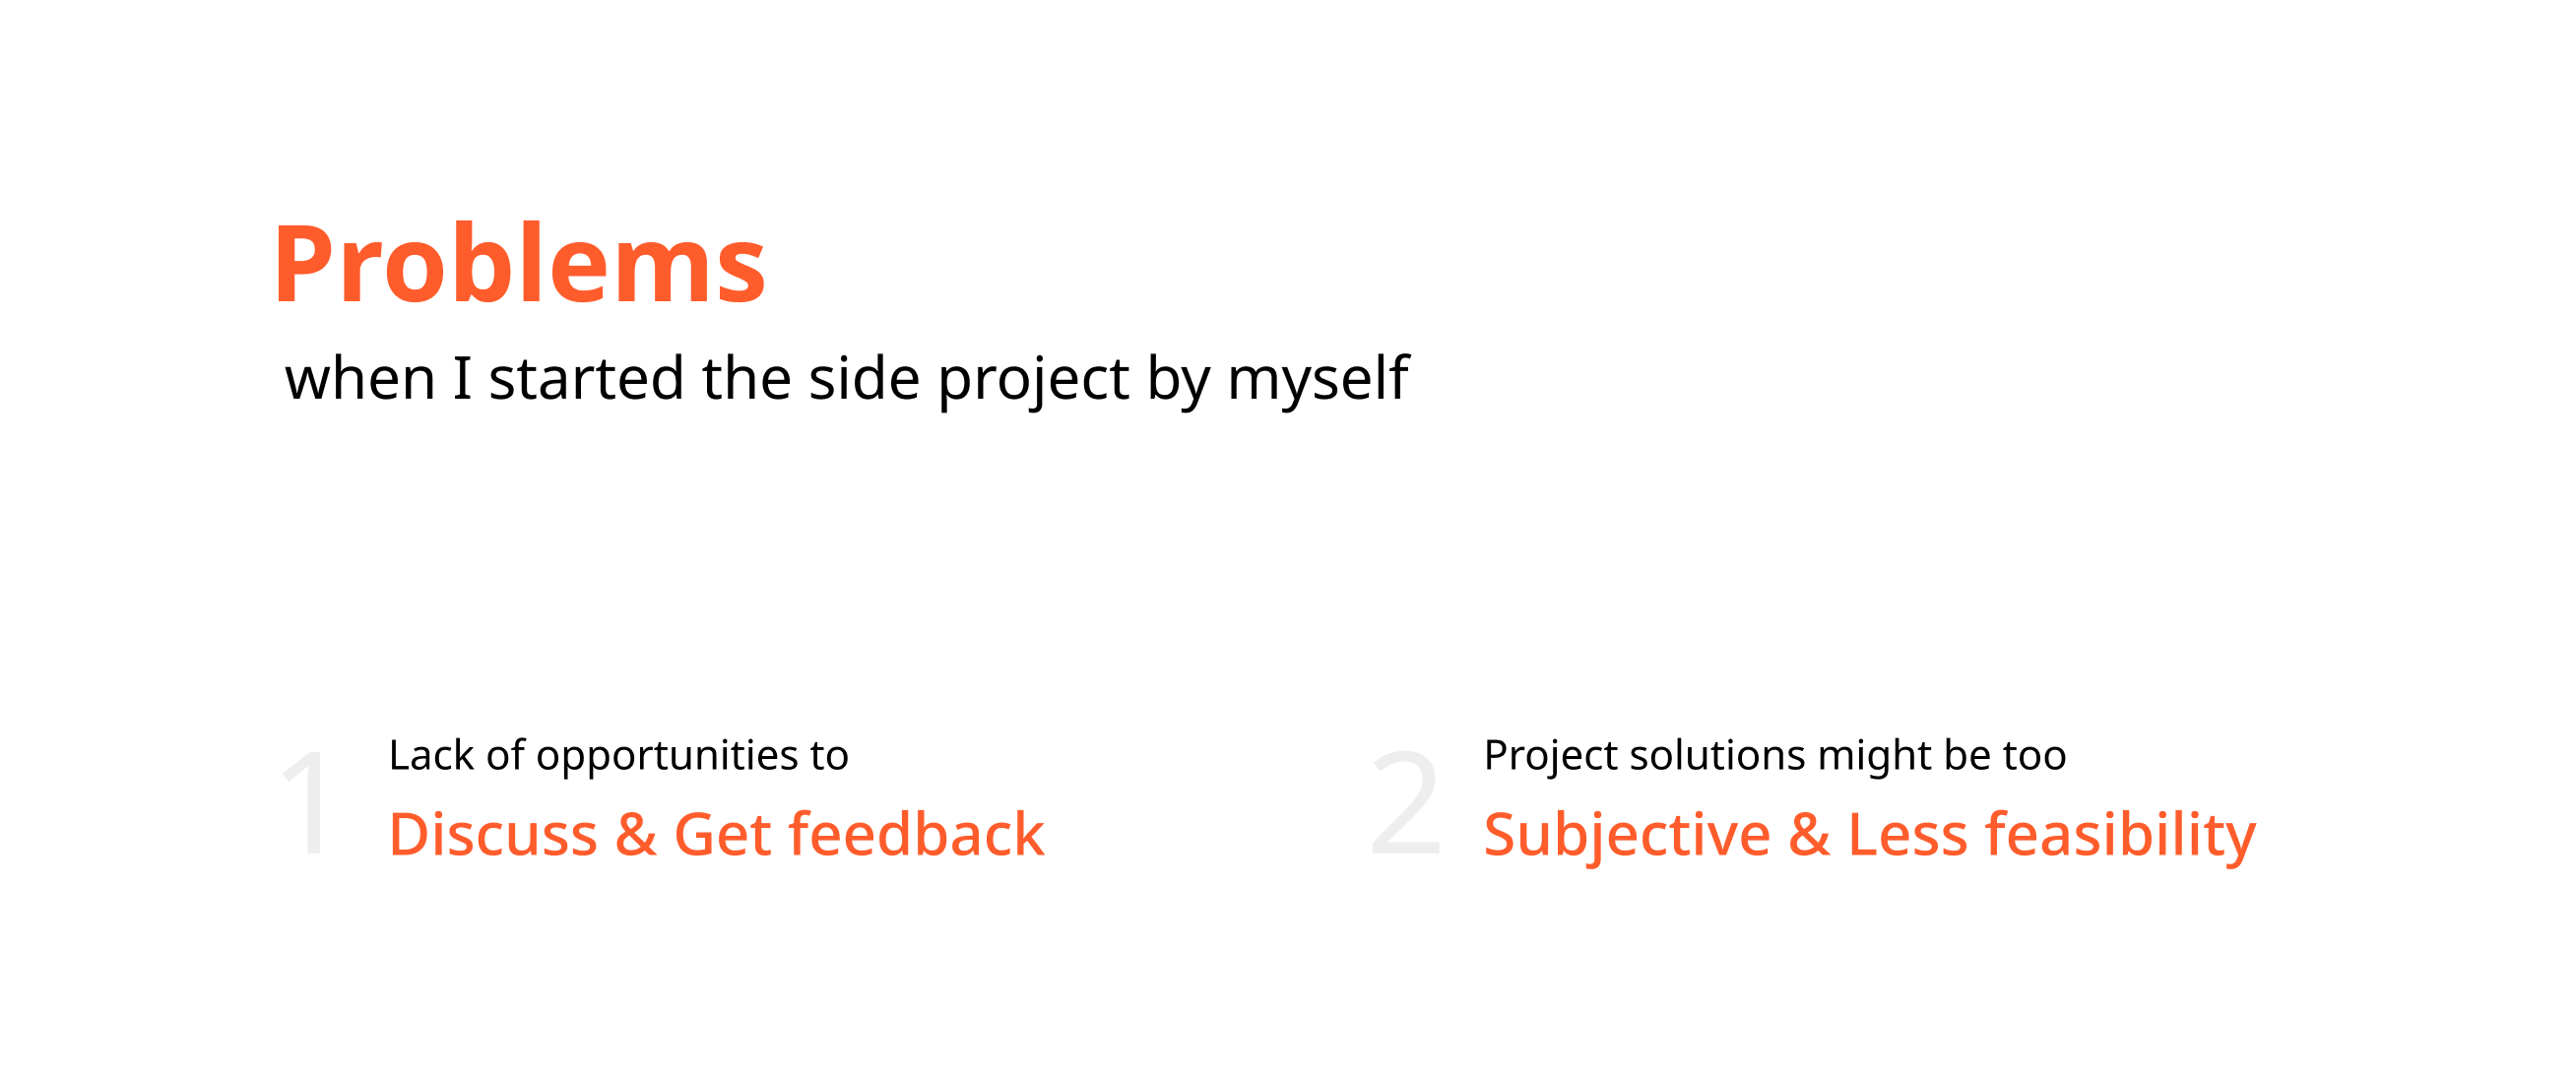 Problems
when I started the side project by myself
1
Lack of opportunities to
Discuss & Get feedback
2
Project solutions might be too
Subjective & Less feasibility